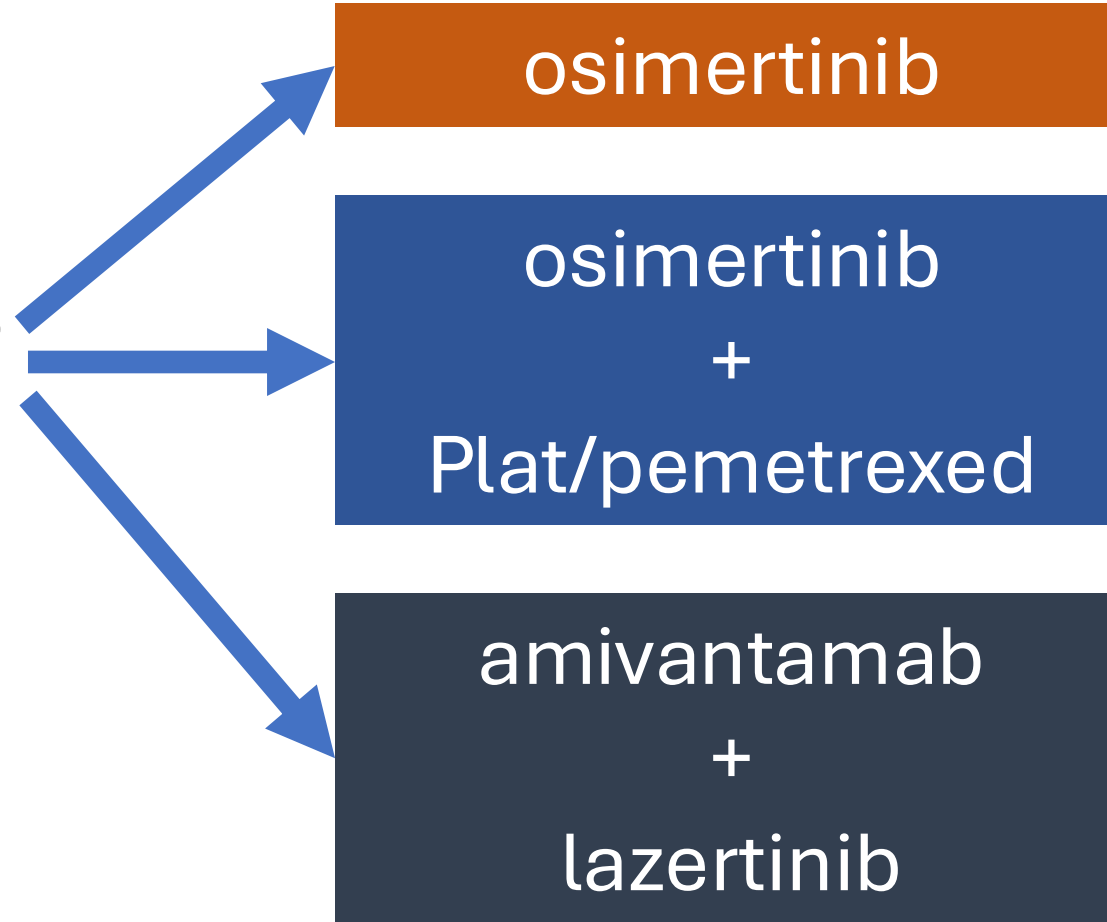 osimertinib
osimertinib
+
Plat/pemetrexed
amivantamab
+
lazertinib